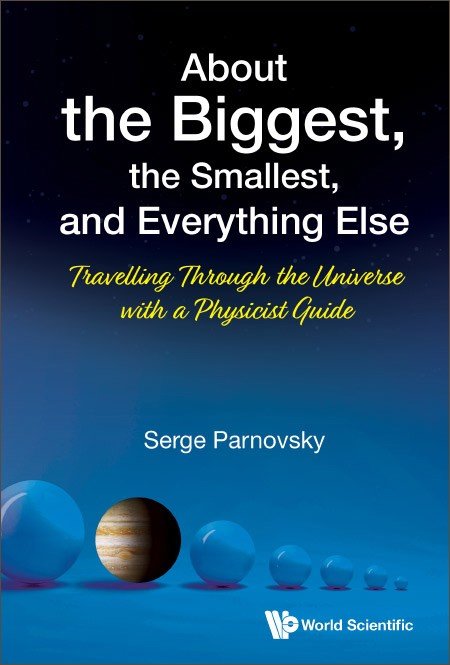 About
the Biggest,
the Smallest,
and Everything Else
Travelling Through the Universe
with a Physicist Guide
Serge Parnovsky
World Scientific